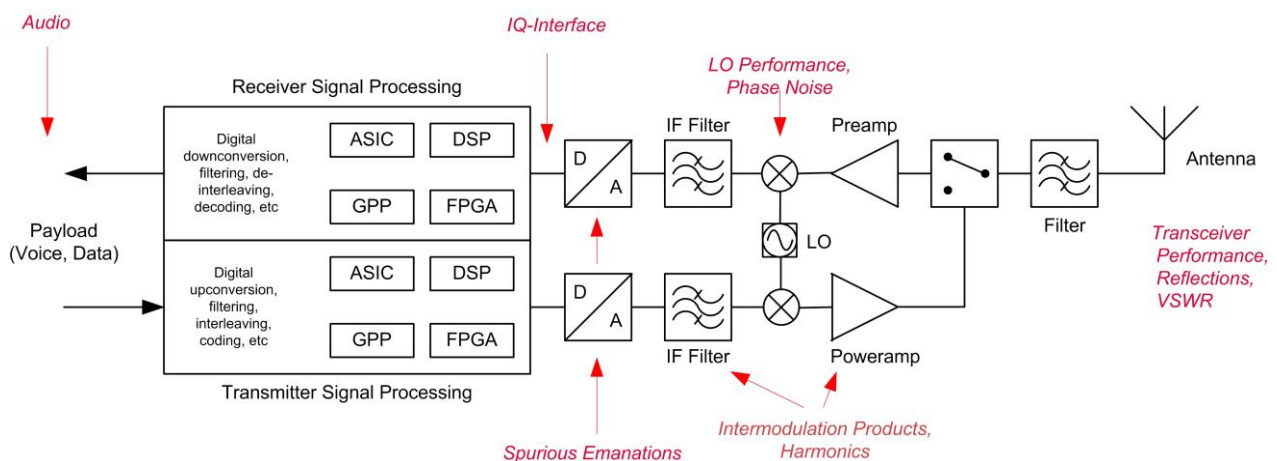 Audio
IQ-Interface
LO Performance,
Phase Noise
Receiver Signal Processing
Digital
downconversion,
filtering, de-
interleaving,
decoding, etc
ASIC
DSP
GPP
FPGA
D
A
IF Filter
Preamp
Antenna
Filter
LO
Payload
(Voice, Data)
Transceiver
Performance,
Reflections,
VSWR
Digital
upconversion,
filtering,
interleaving,
coding, etc
ASIC
DSP
GPP
FPGA
D
A
IF Filter
Poweramp
Transmitter Signal Processing
Intermodulation Products,
Harmonics
Spurious Emanations